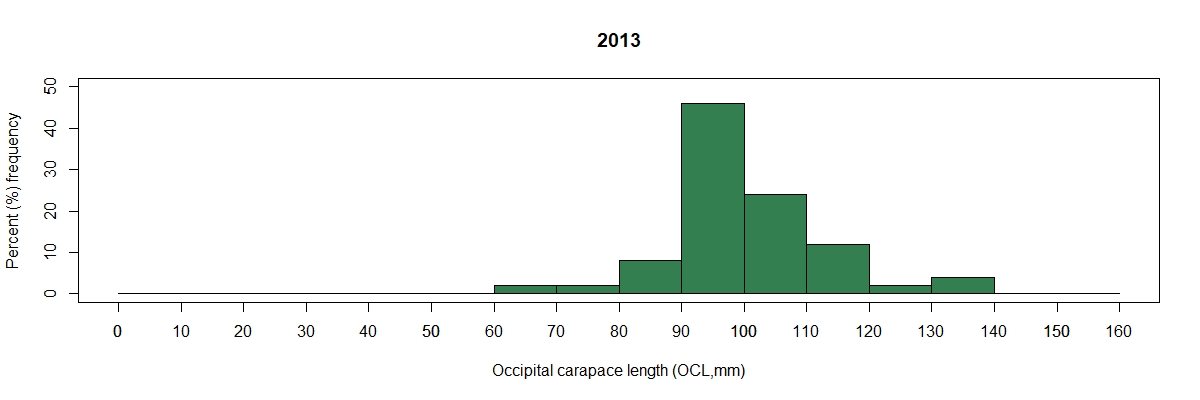 2013
Percent (%) frequency
50
40
30
20
10
0
0 10 20 30 40 50 60 70 80 90 100 110 120 130 140 150 160
Occipital carapace length (OCL,mm)